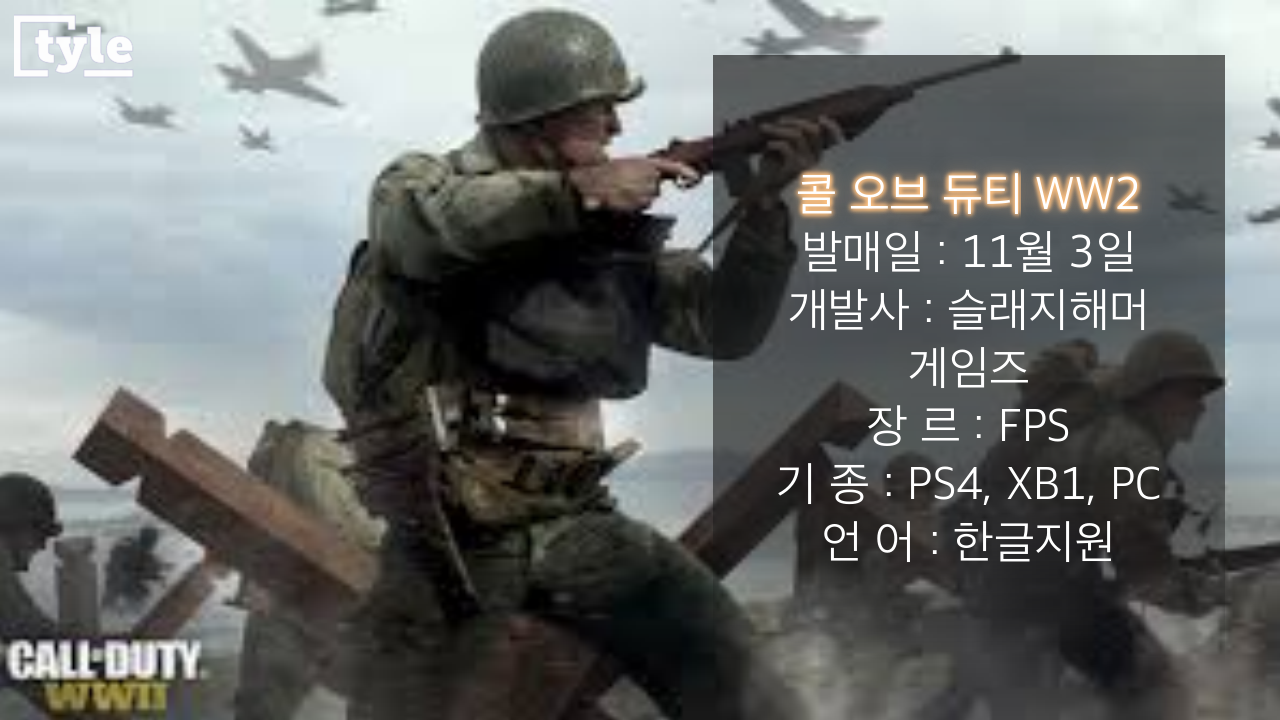 tyle
콜 오브 듀티 WW2
발매일 : 11월 3일
개발사 : 슬래지해머
게임즈
장 르 : FPS
기 종 : PS4, XB1, PC
언 어 : 한글지원
CALL·DUTY
WWII